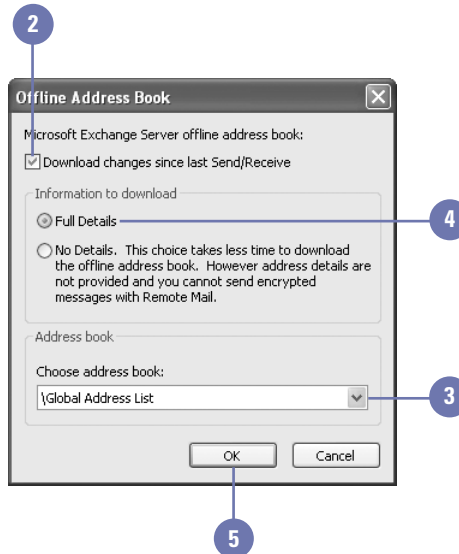 2
Offline Address Book
Microsoft Exchange Server offline address book:
Download changes since last Send/Receive
Information to download
Full Details
4
No Details. This choice takes less time to download
the offline address book. However address details are
not provided and you cannot send encrypted
messages with Remote Mail.
Address book
Choose address book:
\Global Address List
3
OK
Cancel
5